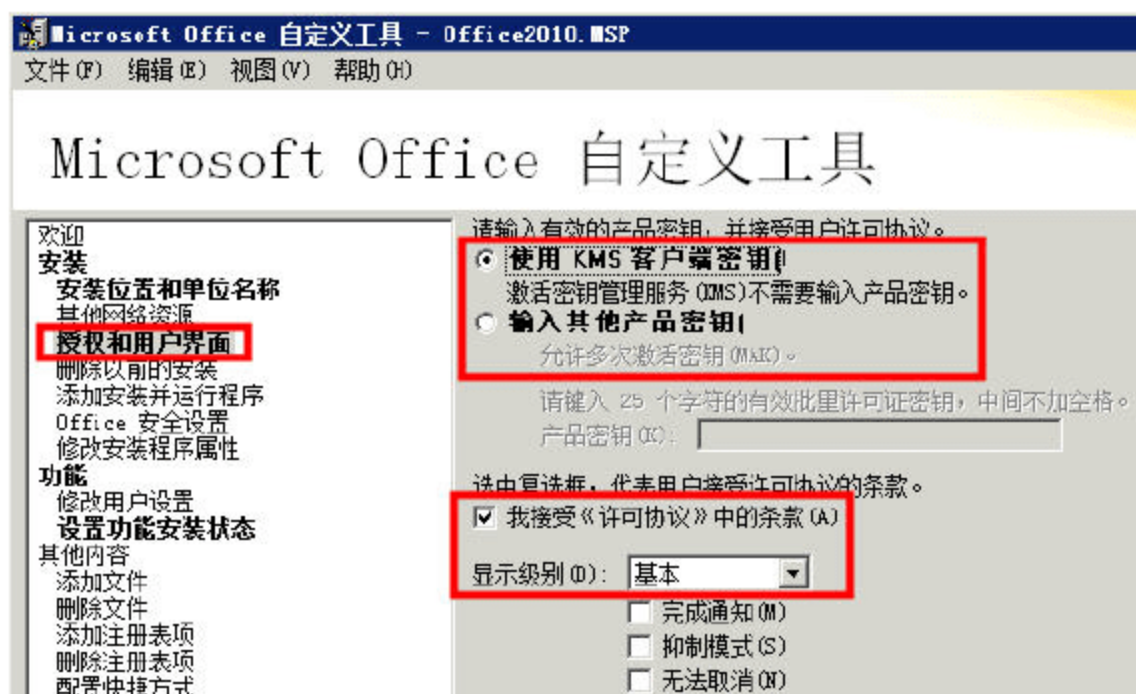 Microsoft Office 自定义工具 - Office2010.MSP
文件(F) 编辑(E) 视图(V) 帮助(H)
Microsoft Office 自定义工具
欢迎
安装
安装位置和单位名称
其他网络资源
授权和用户界面
删除以前的安装
添加安装并运行程序
Office 安全设置
修改安装程序属性
功能
修改用户设置
设置功能安装状态
其他内容
添加文件
删除文件
添加注册表项
删除注册表项
配置快捷方式
请输入有效的产品密钥，并接受用户许可协议。
使用 KMS 客户端密钥(
激活密钥管理服务(KMS)不需要输入产品密钥。
输入其他产品密钥(
允许多次激活密钥(MAK)。
请键入 25 个字符的有效批里许可证密钥，中间不加空格。
产品密钥(K):
选中复选框，代表用户接受许可协议的条款。
我接受《许可协议》中的条款(A)
显示级别(D): 基本
完成通知(M)
抑制模式(S)
无法取消(N)